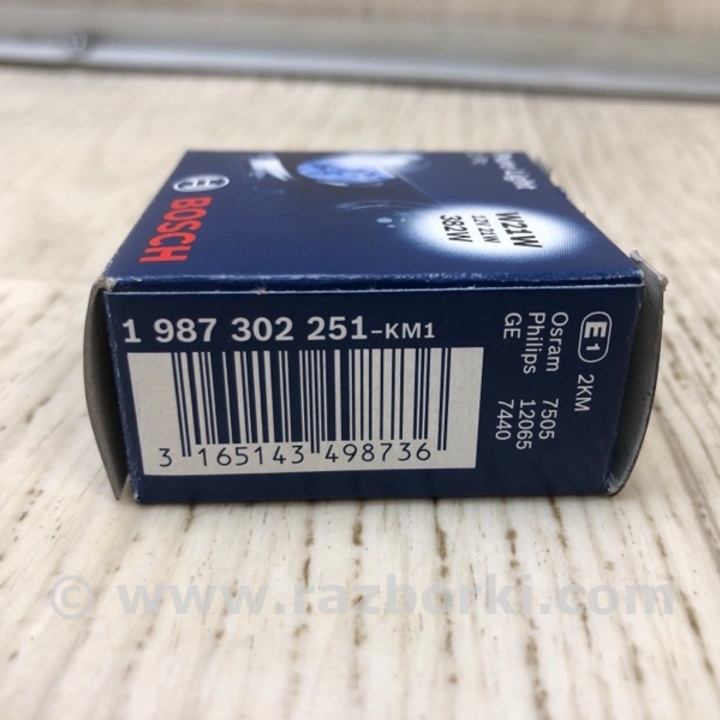 BOSCH
W21W
12V 21W
382W
1 987 302 251-KM1
3 165143 498736
E1 2KM
Osram 7505
Philips 12065
GE 7440
© www.razborki.com